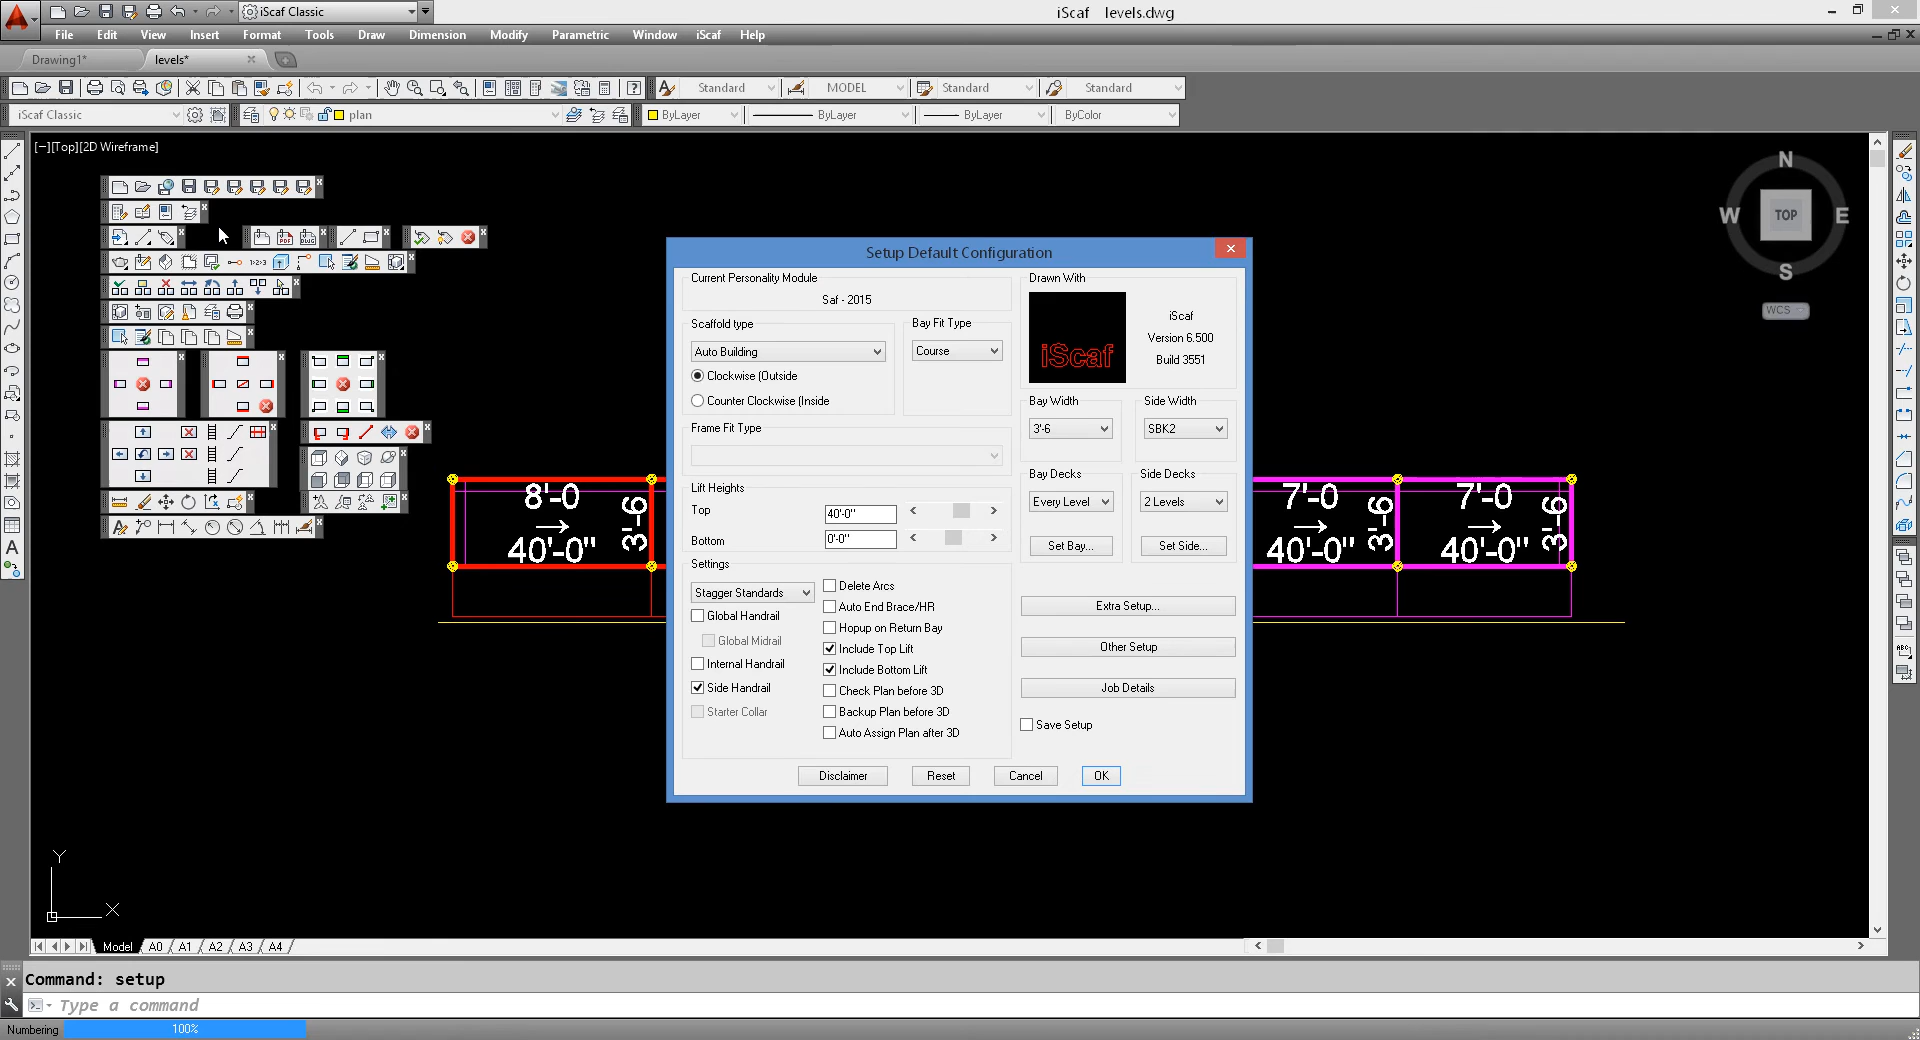 iScaf Classic
iScaf levels.dwg
File Edit View Insert Format Tools Draw Dimension Modify Parametric Window iScaf Help
Drawing1* levels*
Standard MODEL Standard Standard
iScaf Classic plan ByLayer ByLayer ByLayer ByColor
[−][Top][2D Wireframe]
N
W TOP E
S
WCS
PDF DWG
1-2-3
Setup Default Configuration
Current Personality Module
Saf - 2015
Scaffold type
Auto Building
Clockwise (Outside
Counter Clockwise (Inside
Bay Fit Type
Course
Frame Fit Type
Lift Heights
Top 40'-0"
Bottom 0'-0"
Settings
Stagger Standards
Global Handrail
Global Midrail
Internal Handrail
Side Handrail
Starter Collar
Delete Arcs
Auto End Brace/HR
Hopup on Return Bay
Include Top Lift
Include Bottom Lift
Check Plan before 3D
Backup Plan before 3D
Auto Assign Plan after 3D
Drawn With
iScaf
iScaf
Version 6.500
Build 3551
Bay Width
3'-6
Side Width
SBK2
Bay Decks
Every Level
Set Bay...
Side Decks
2 Levels
Set Side...
Extra Setup...
Other Setup
Job Details
Save Setup
Disclaimer Reset Cancel OK
8'-0
40'-0"
3'-6
7'-0
40'-0"
3'-6
7'-0
40'-0"
3'-6
Y
X
Model A0 A1 A2 A3 A4
Command: setup
Type a command
Numbering 100%
A
ABC